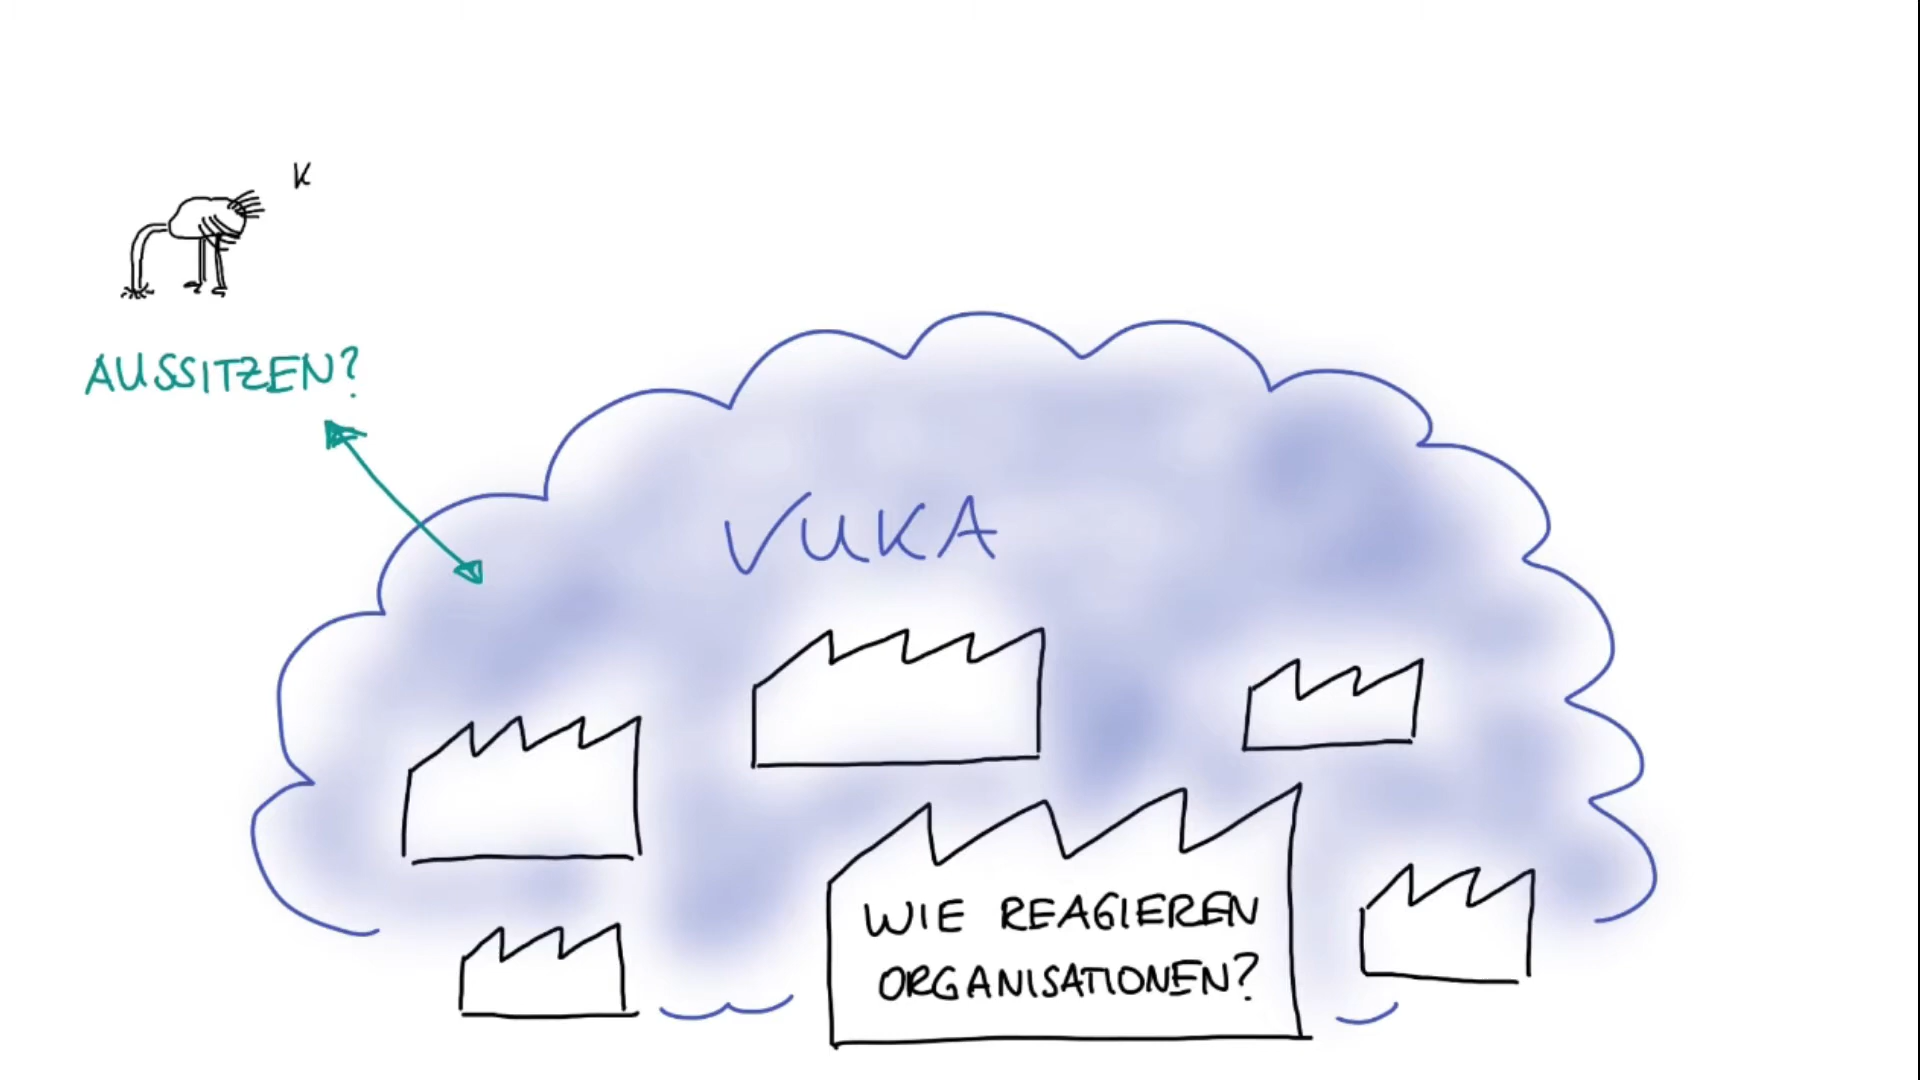 K
AUSSITZEN?
VUKA
WIE REAGIEREN
ORGANISATIONEN?